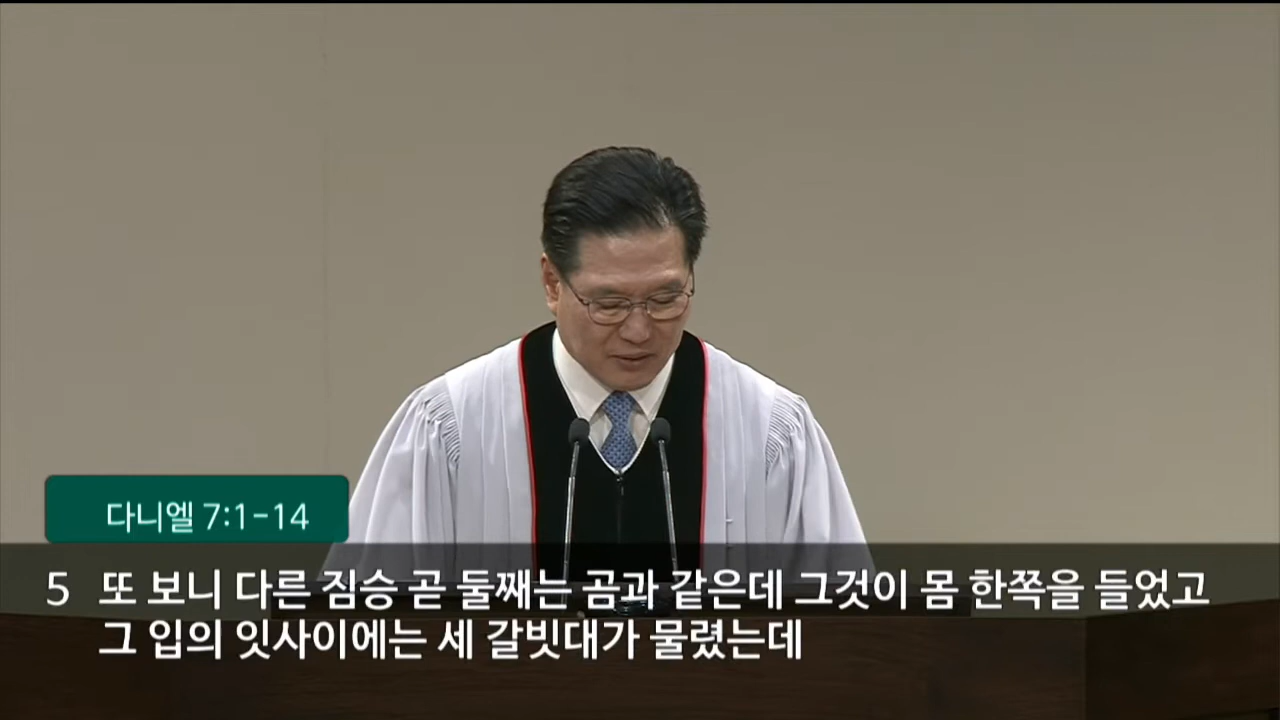 다니엘 7:1-14
5 또 보니 다른 짐승 곧 둘째는 곰과 같은데 그것이 몸 한쪽을 들었고
그 입의 잇사이에는 세 갈빗대가 물렸는데